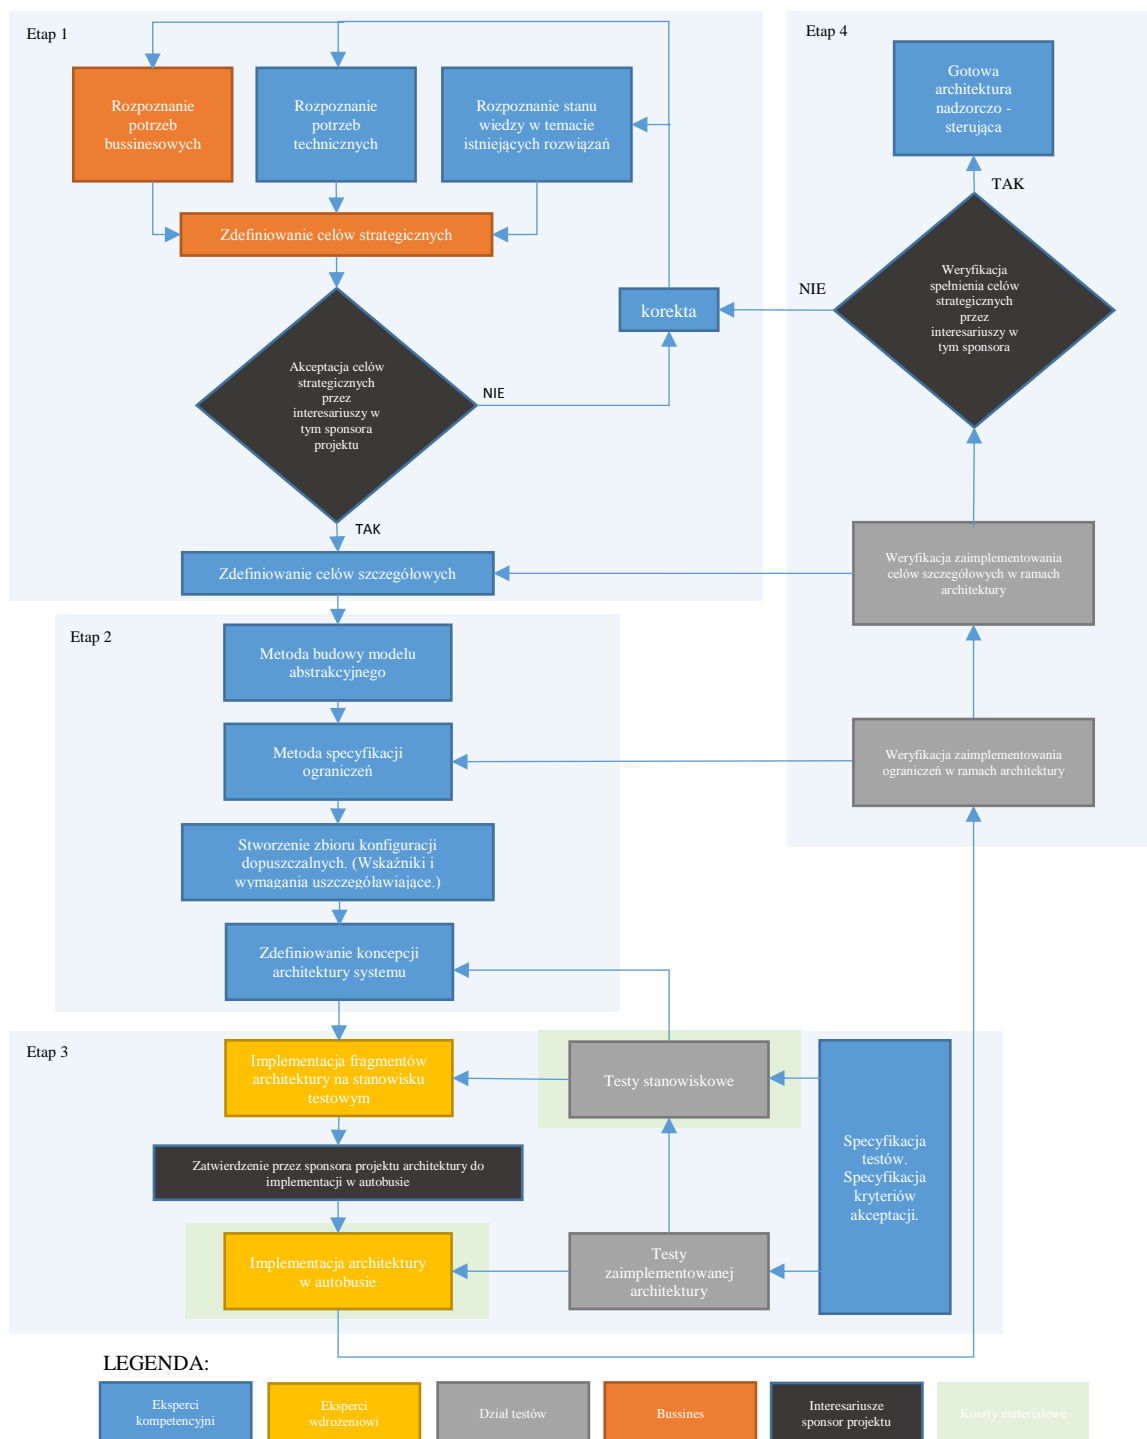 Etap 1
Rozpoznanie
potrzeb
bussinesowych
Rozpoznanie
potrzeb
technicznych
Rozpoznanie stanu
wiedzy w temacie
istniejących rozwiązań
Zdefiniowanie celów strategicznych
Akceptacja celów
strategicznych
przez
interesariuszy w
tym sponsora
projektu
NIE
korekta
TAK
Zdefiniowanie celów szczegółowych
Etap 2
Metoda budowy modelu
abstrakcyjnego
Metoda specyfikacji
ograniczeń
Stworzenie zbioru konfiguracji
dopuszczalnych. (Wskaźniki i
wymagania uszczegóławiające.)
Zdefiniowanie koncepcji
architektury systemu
Etap 3
Implementacja fragmentów
architektury na stanowisku
testowym
Zatwierdzenie przez sponsora projektu architektury do
implementacji w autobusie
Implementacja architektury
w autobusie
Testy stanowiskowe
Testy
zaimplementowanej
architektury
Specyfikacja
testów.
Specyfikacja
kryteriów
akceptacji.
Etap 4
Gotowa
architektura
nadzorczo -
sterująca
TAK
Weryfikacja
spełnienia celów
strategicznych
przez
interesariuszy w
tym sponsora
NIE
Weryfikacja zaimplementowania
celów szczegółowych w ramach
architektury
Weryfikacja zaimplementowania
ograniczeń w ramach architektury
LEGENDA:
Eksperci
kompetencyjni
Eksperci
wdrożeniowi
Dział testów
Bussines
Interesariusze
sponsor projektu
Koszty materiałowe